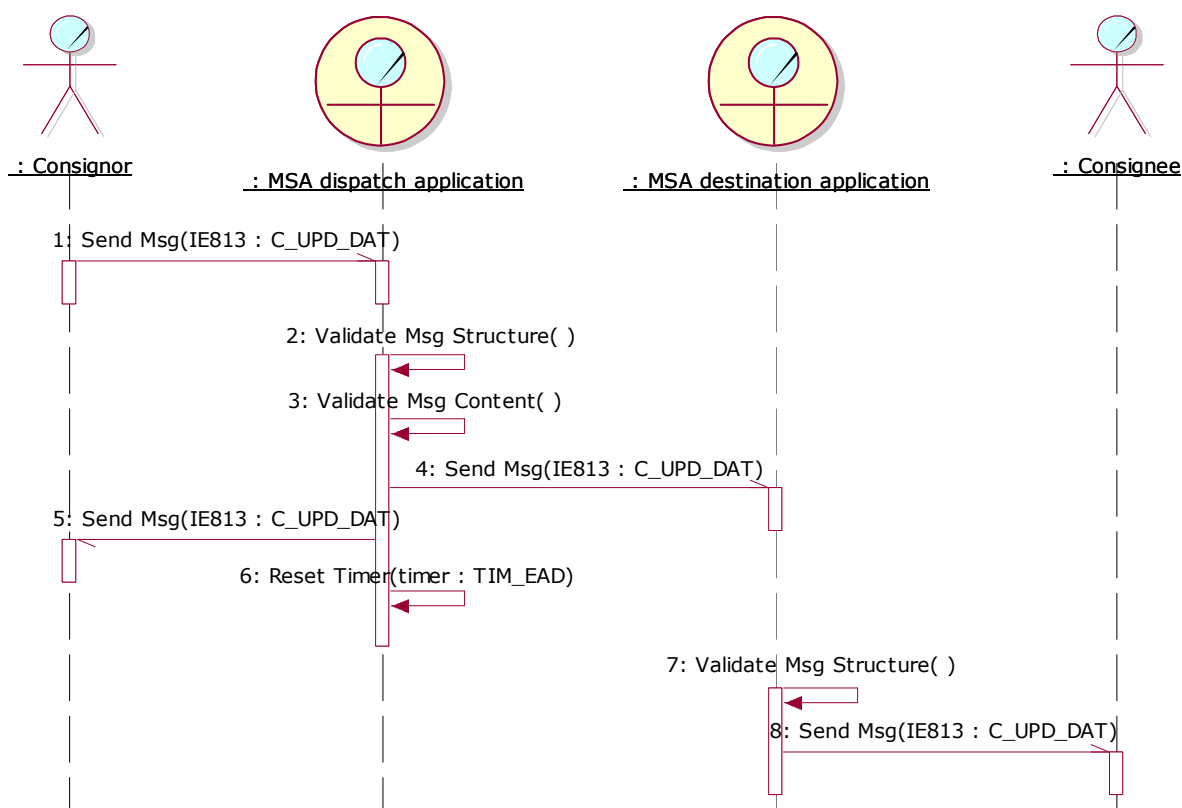 : Consignor
: MSA dispatch application
: MSA destination application
: Consignee
1: Send Msg(IE813 : C_UPD_DAT)
2: Validate Msg Structure( )
3: Validate Msg Content( )
4: Send Msg(IE813 : C_UPD_DAT)
5: Send Msg(IE813 : C_UPD_DAT)
6: Reset Timer(timer : TIM_EAD)
7: Validate Msg Structure( )
8: Send Msg(IE813 : C_UPD_DAT)